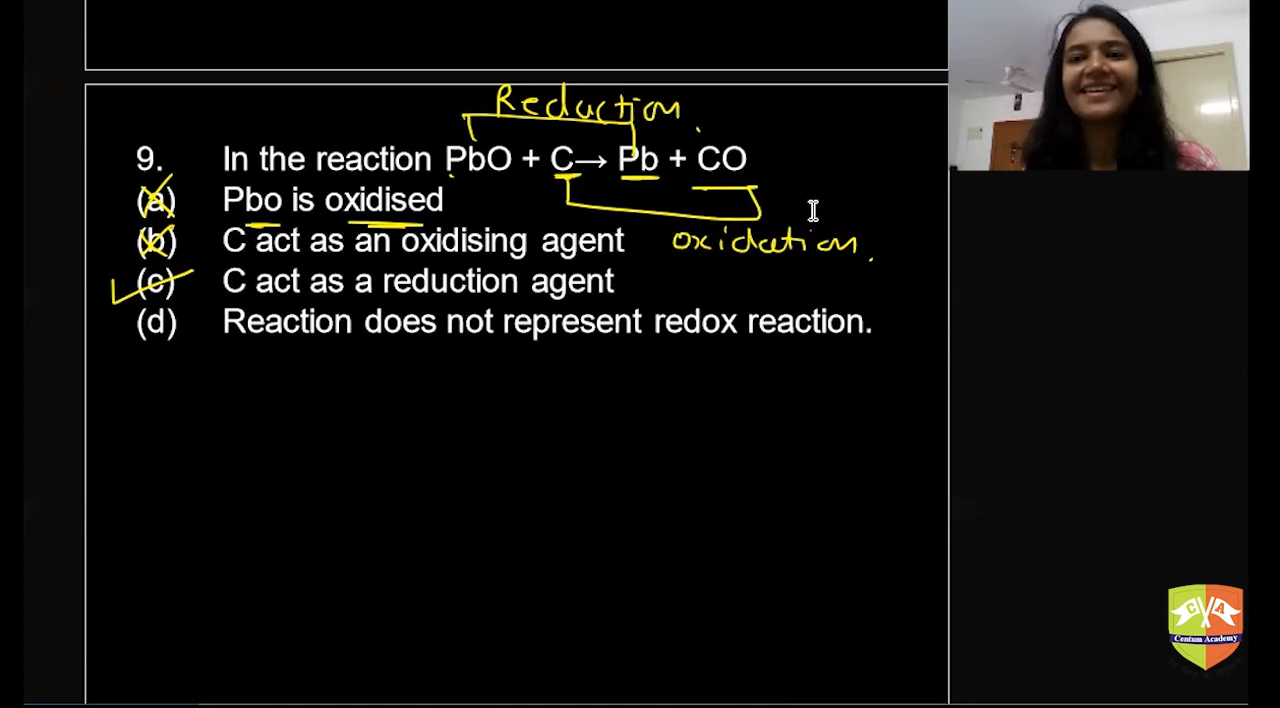 Reduction.
9. In the reaction PbO + C→ Pb + CO
(a) Pbo is oxidised
(b) C act as an oxidising agent
oxidation.
(c) C act as a reduction agent
(d) Reaction does not represent redox reaction.
C A
Centum Academy